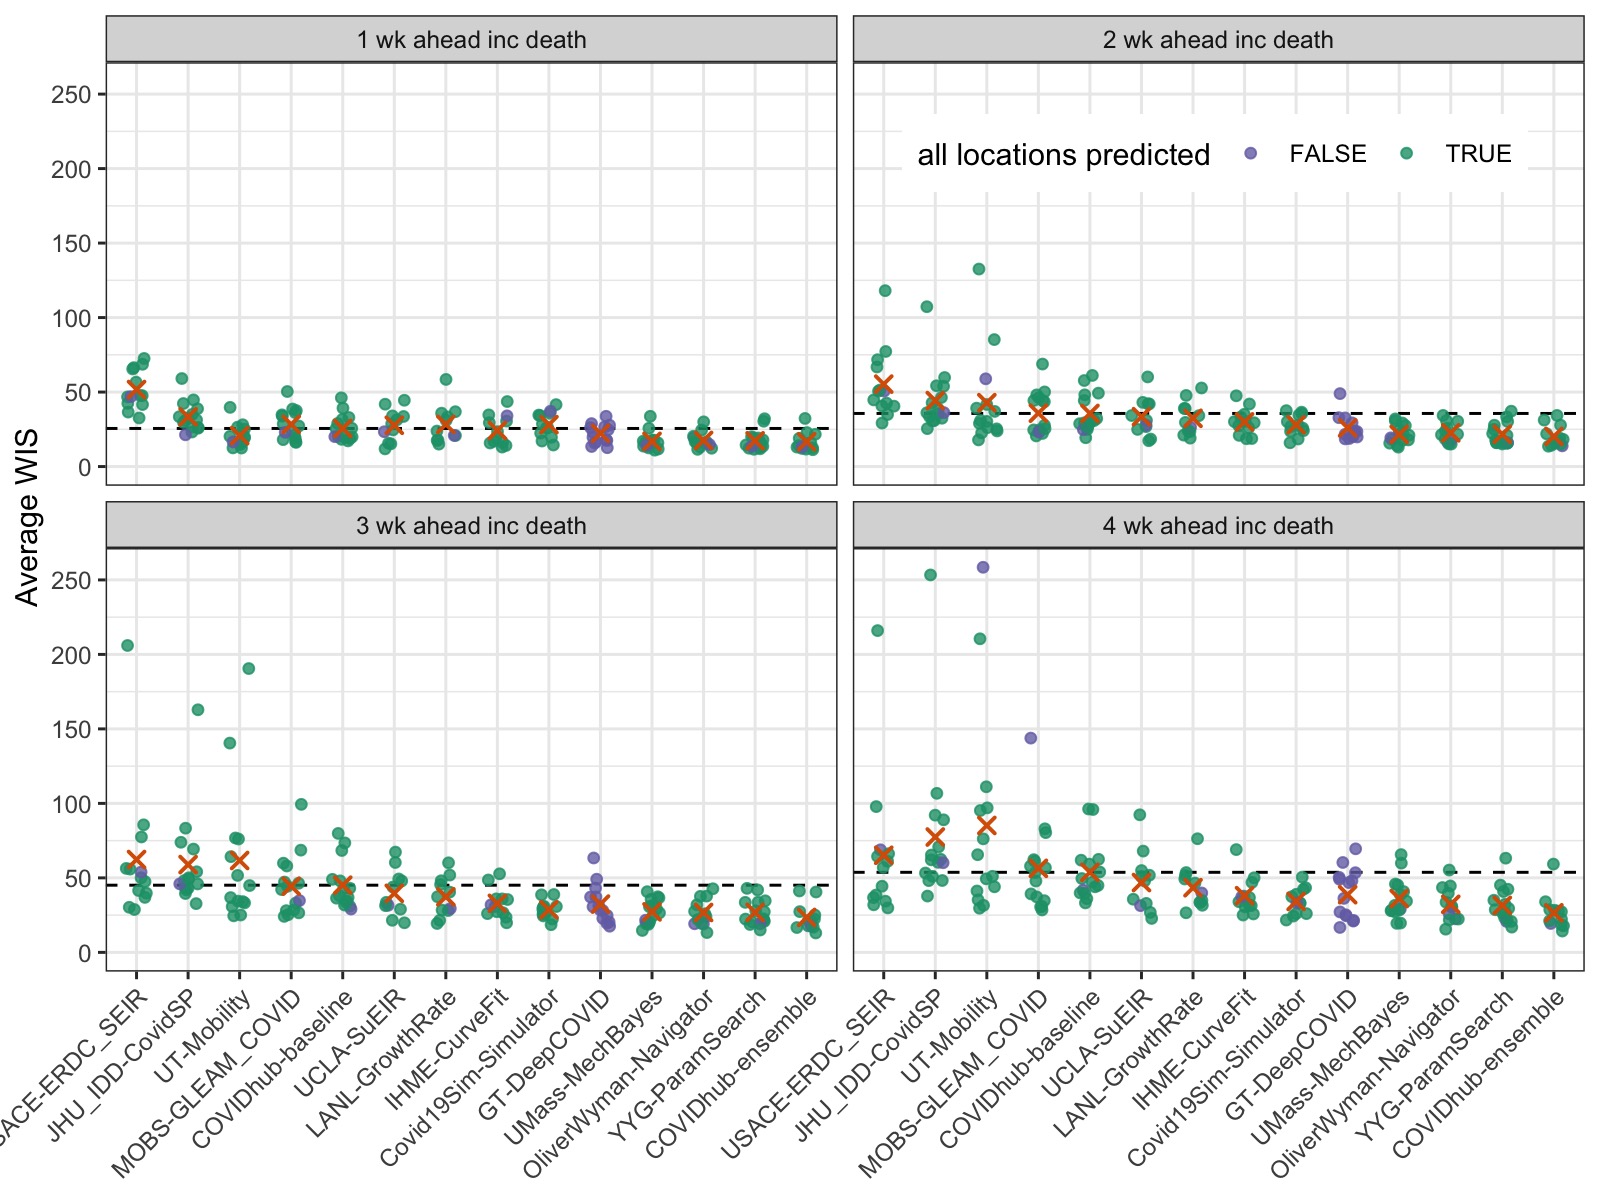 1 wk ahead inc death
2 wk ahead inc death
250
200
150
100
50
0
all locations predicted FALSE TRUE
Average WIS
3 wk ahead inc death
4 wk ahead inc death
250
200
150
100
50
0
SACE-ERDC_SEIR
JHU_IDD-CovidSP
UT-Mobility
MOBS-GLEAM_COVID
COVIDhub-baseline
UCLA-SuEIR
LANL-GrowthRate
IHME-CurveFit
Covid19Sim-Simulator
GT-DeepCOVID
UMass-MechBayes
OliverWyman-Navigator
YYG-ParamSearch
COVIDhub-ensemble
USACE-ERDC_SEIR
JHU_IDD-CovidSP
UT-Mobility
MOBS-GLEAM_COVID
COVIDhub-baseline
UCLA-SuEIR
LANL-GrowthRate
IHME-CurveFit
Covid19Sim-Simulator
GT-DeepCOVID
UMass-MechBayes
OliverWyman-Navigator
YYG-ParamSearch
COVIDhub-ensemble